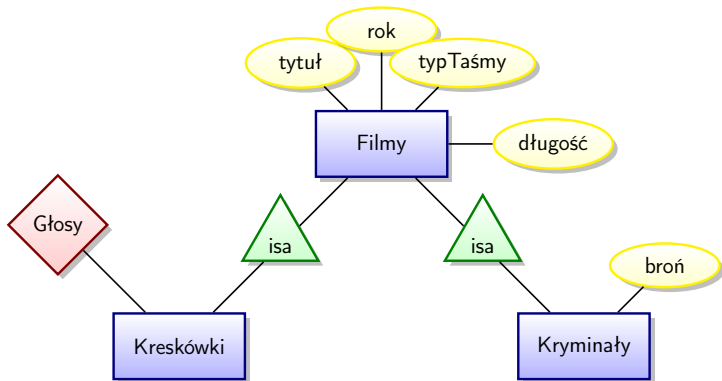 rok
tytuł
typTaśmy
Filmy
długość
Głosy
isa
isa
broń
Kreskówki
Kryminały